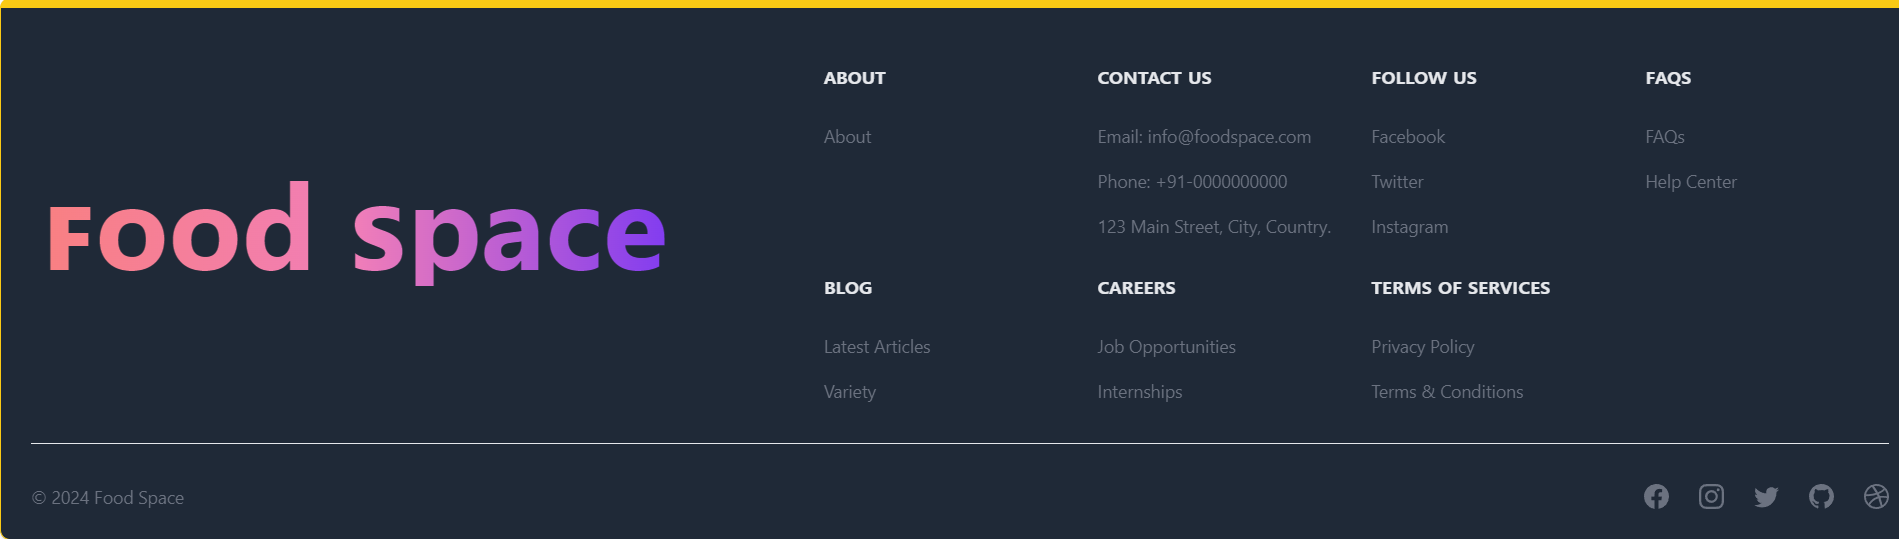 Food space
ABOUT
About
CONTACT US
Email: info@foodspace.com
Phone: +91-0000000000
123 Main Street, City, Country.
FOLLOW US
Facebook
Twitter
Instagram
FAQS
FAQs
Help Center
BLOG
Latest Articles
Variety
CAREERS
Job Opportunities
Internships
TERMS OF SERVICES
Privacy Policy
Terms & Conditions
© 2024 Food Space